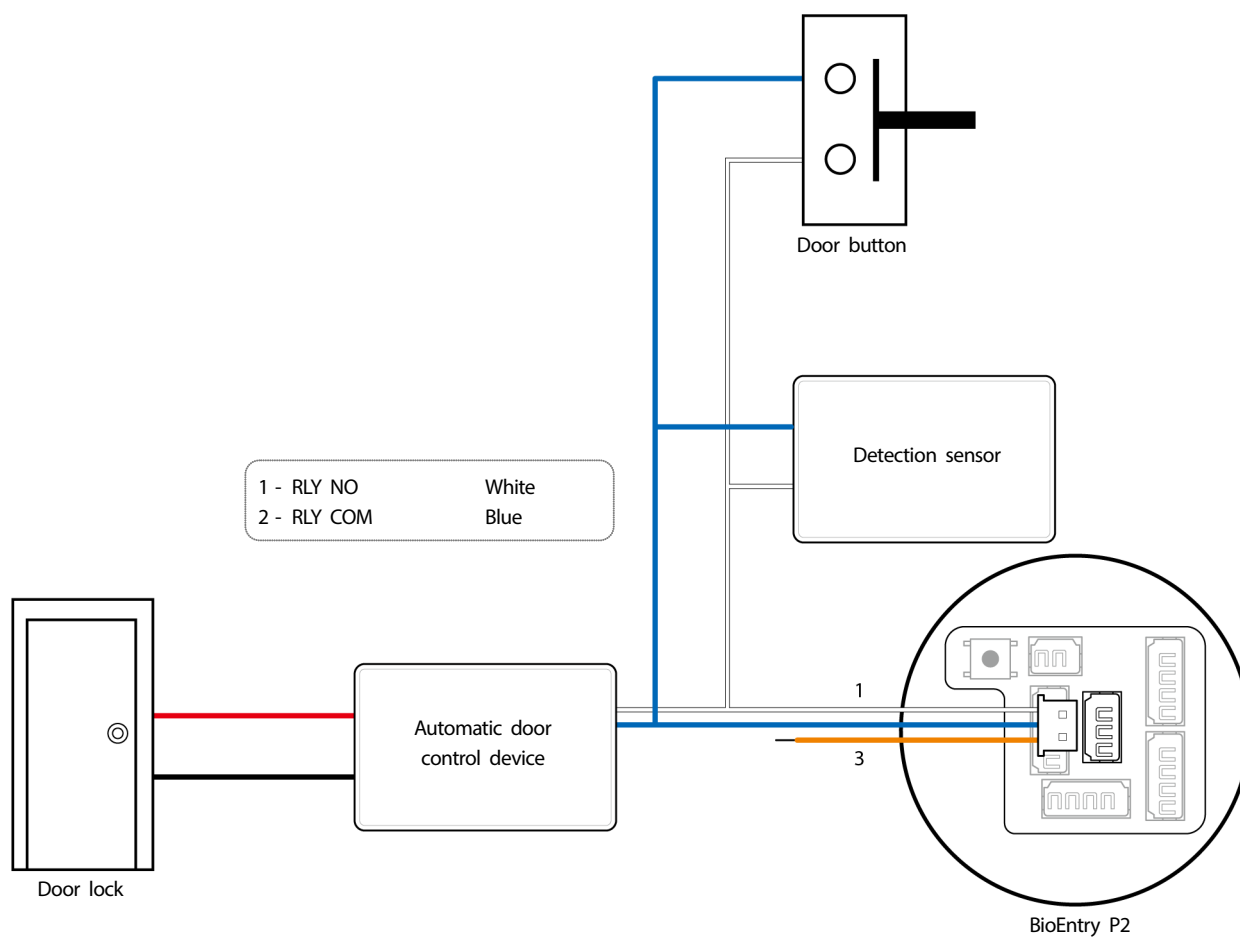 Door button
Detection sensor
1 - RLY NO White
2 - RLY COM Blue
1
Automatic door
control device
3
Door lock
BioEntry P2